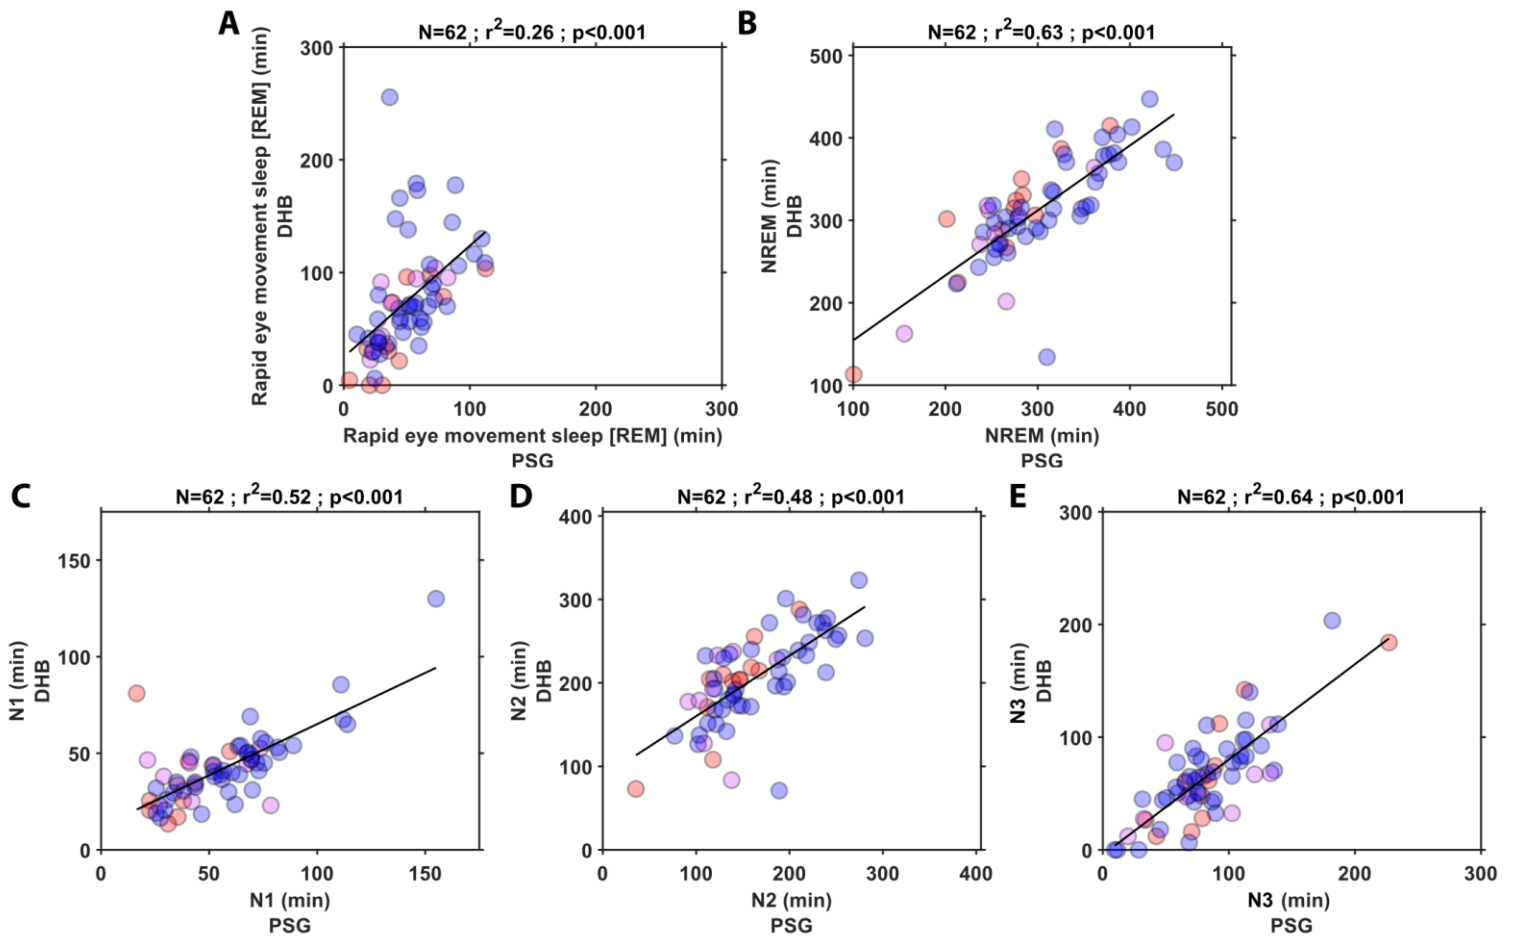 A
N=62 ; r2=0.26 ; p<0.001
Rapid eye movement sleep [REM] (min)
DHB
300
200
100
0
0 100 200 300
Rapid eye movement sleep [REM] (min)
PSG
B
N=62 ; r2=0.63 ; p<0.001
NREM (min)
DHB
500
400
300
200
100
100 200 300 400 500
NREM (min)
PSG
C
N=62 ; r2=0.52 ; p<0.001
N1 (min)
DHB
150
100
50
0
0 50 100 150
N1 (min)
PSG
D
N=62 ; r2=0.48 ; p<0.001
N2 (min)
DHB
400
300
200
100
0
0 100 200 300 400
N2 (min)
PSG
E
N=62 ; r2=0.64 ; p<0.001
N3 (min)
DHB
300
200
100
0
0 100 200 300
N3 (min)
PSG